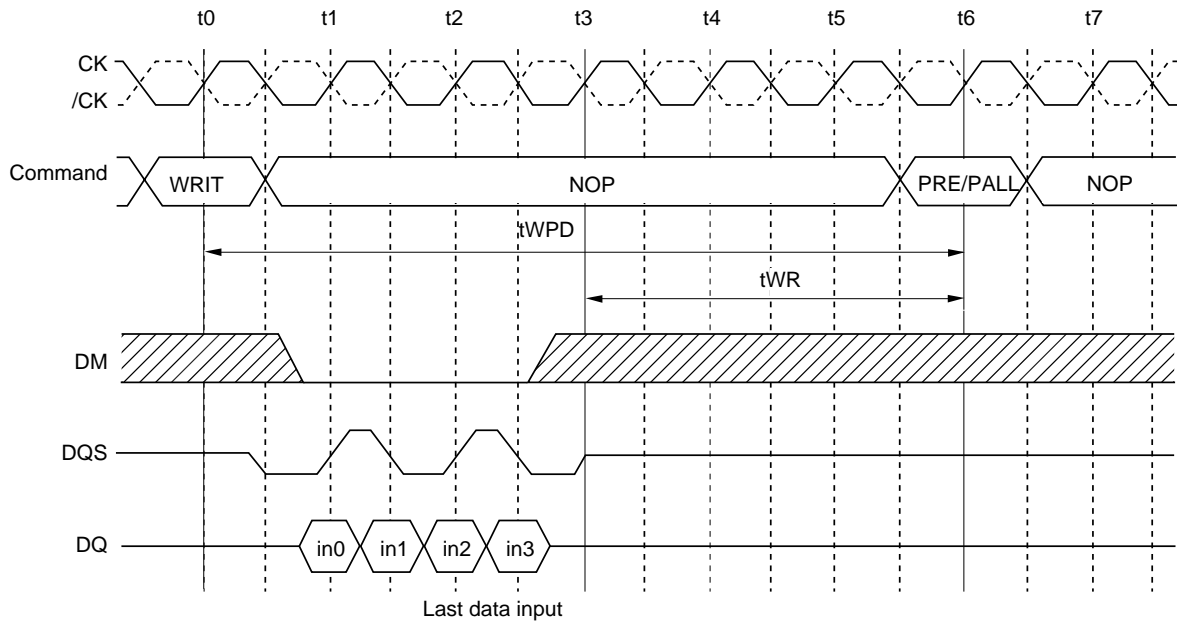 t0 t1 t2 t3 t4 t5 t6 t7
CK
/CK
Command WRIT NOP PRE/PALL NOP
tWPD
tWR
DM
DQS
DQ in0 in1 in2 in3
Last data input